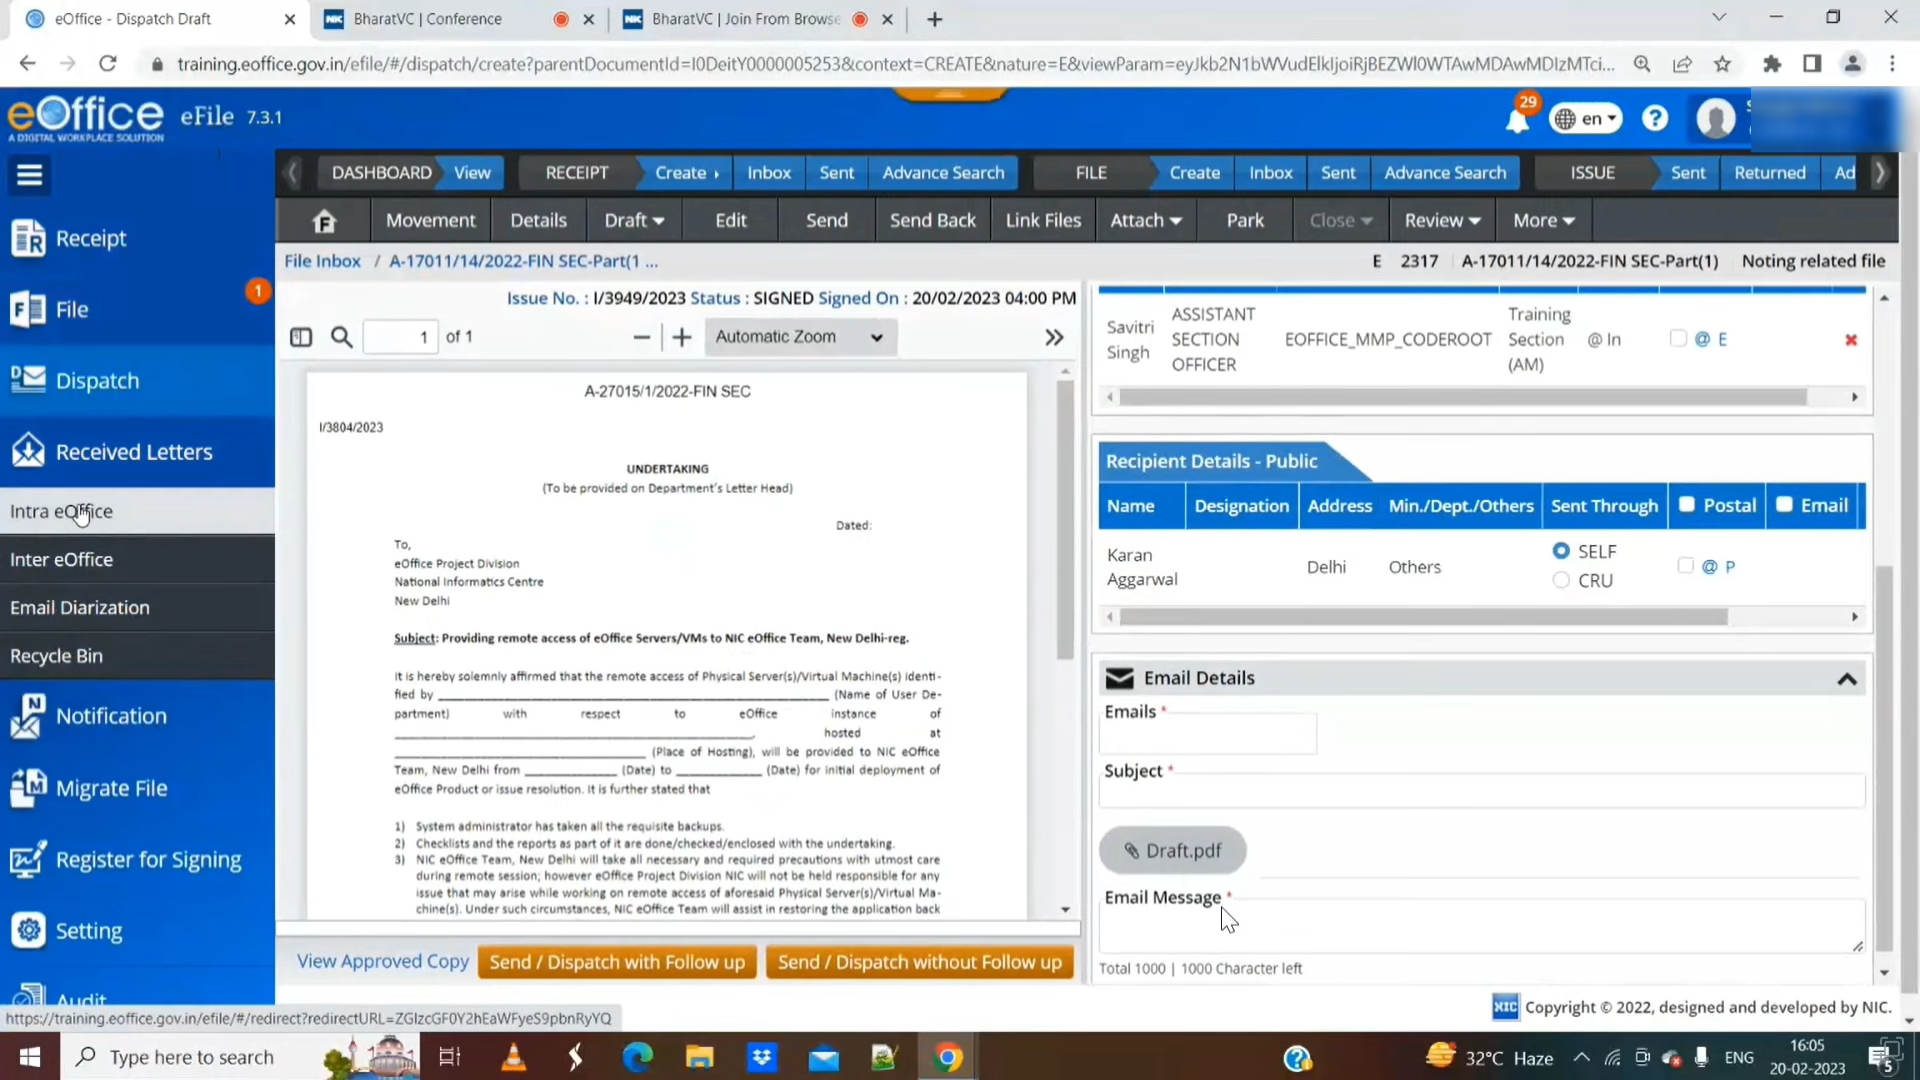 eOffice - Dispatch Draft
BharatVC | Conference
BharatVC | Join From Browse
training.eoffice.gov.in/efile/#/dispatch/create?parentDocumentId=I0DeitY0000005253&context=CREATE&nature=E&viewParam=
eOffice eFile 7.3.1
A DIGITAL WORKPLACE SOLUTION
29
en
DASHBOARD View RECEIPT Create Inbox Sent Advance Search FILE Create Inbox Sent Advance Search ISSUE Sent Returned Ad
Movement Details Draft Edit Send Send Back Link Files Attach Park Close Review More
Receipt
File
1
Dispatch
Received Letters
Intra eOffice
Inter eOffice
Email Diarization
Recycle Bin
Notification
Migrate File
Register for Signing
Setting
Audit
File Inbox / A-17011/14/2022-FIN SEC-Part(1 ...
E 2317 A-17011/14/2022-FIN SEC-Part(1) Noting related file
Issue No. : I/3949/2023 Status : SIGNED Signed On : 20/02/2023 04:00 PM
1 of 1
Automatic Zoom
A-27015/1/2022-FIN SEC
I/3804/2023
UNDERTAKING
(To be provided on Department's Letter Head)
Dated:
To,
eOffice Project Division
National Informatics Centre
New Delhi
Subject: Providing remote access of eOffice Servers/VMs to NIC eOffice Team, New Delhi-reg.
It is hereby solemnly affirmed that the remote access of Physical Server(s)/Virtual Machine(s) identi-
fied by ______ (Name of User De-
partment) with respect to eOffice instance of
______, hosted at
______ (Place of Hosting), will be provided to NIC eOffice
Team, New Delhi from ______ (Date) to ______ (Date) for initial deployment of
eOffice Product or issue resolution. It is further stated that
1) System administrator has taken all the requisite backups.
2) Checklists and the reports as part of it are done/checked/enclosed with the undertaking.
3) NIC eOffice Team, New Delhi will take all necessary and required precautions with utmost care
during remote session; however eOffice Project Division NIC will not be held responsible for any
issue that may arise while working on remote access of aforesaid Physical Server(s)/Virtual Ma-
chine(s). Under such circumstances, NIC eOffice Team will assist in restoring the application back
View Approved Copy
Send / Dispatch with Follow up
Send / Dispatch without Follow up
Savitri Singh
ASSISTANT SECTION OFFICER
EOFFICE_MMP_CODEROOT
Training Section (AM)
@ In
@ E
Recipient Details - Public
Name Designation Address Min./Dept./Others Sent Through Postal Email
Karan Aggarwal
Delhi
Others
SELF
CRU
@ P
Email Details
Emails *
Subject *
Draft.pdf
Email Message *
Total 1000 | 1000 Character left
NIC Copyright © 2022, designed and developed by NIC.
https://training.eoffice.gov.in/efile/#/redirect?redirectURL=ZGlzcGF0Y2hEaWFyeS9pbnRyYQ
Type here to search
32°C Haze
ENG
16:05
20-02-2023
5